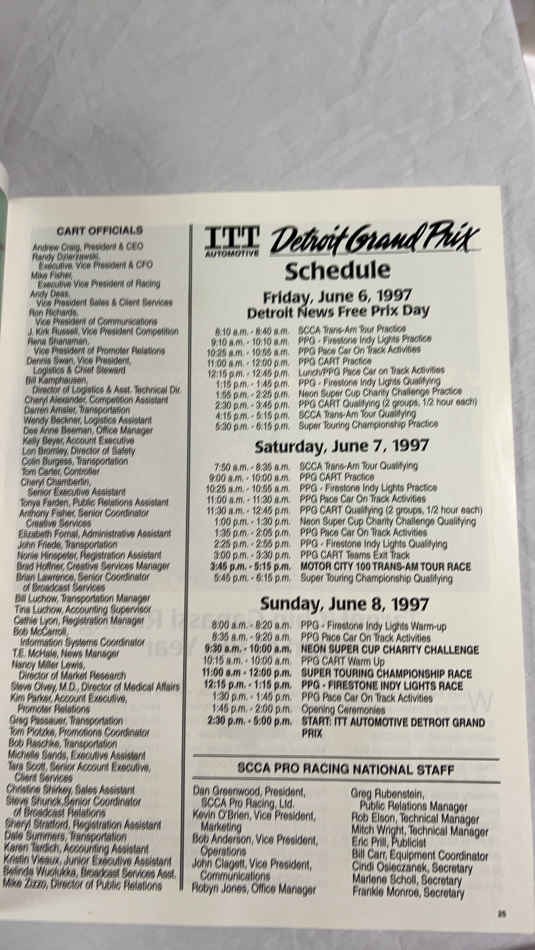 CART OFFICIALS
Andrew Craig, President & CEO
Randy Dzierzawski,
Executive Vice President & CFO
Mike Fisher,
Executive Vice President of Racing
Andy Dess,
Vice President Sales & Client Services
Ron Richards,
Vice President of Communications
J. Kirk Russell, Vice President Competition
Rena Shanaman,
Vice President of Promoter Relations
Dennis Swan, Vice President,
Logistics & Chief Steward
Bill Kamphausen,
Director of Logistics & Asst. Technical Dir.
Cheryl Alexander, Competition Assistant
Darren Amsler, Transportation
Wendy Beckner, Logistics Assistant
Dee Anne Beeman, Office Manager
Kelly Beyer, Account Executive
Lon Bromley, Director of Safety
Colin Burgess, Transportation
Tom Carter, Controller
Cheryl Chamberlin,
Senior Executive Assistant
Tonya Farden, Public Relations Assistant
Anthony Fisher, Senior Coordinator
Creative Services
Elizabeth Fornal, Administrative Assistant
John Friede, Transportation
Norrie Hinspeter, Registration Assistant
Brad Hoffner, Creative Services Manager
Brian Lawrence, Senior Coordinator
of Broadcast Services
Bill Luchow, Transportation Manager
Tina Luchow, Accounting Supervisor
Cathie Lyon, Registration Manager
Bob McCarroll,
Information Systems Coordinator
T.E. McHale, News Manager
Nancy Miller Lewis,
Director of Market Research
Steve Olvey, M.D., Director of Medical Affairs
Kim Parker, Account Executive,
Promoter Relations
Greg Passauer, Transportation
Tom Plotzke, Promotions Coordinator
Bob Raschke, Transportation
Michelle Sands, Executive Assistant
Tara Scott, Senior Account Executive,
Client Services
Christine Shirkey, Sales Assistant
Steve Shunck, Senior Coordinator
of Broadcast Relations
Sheryl Stratford, Registration Assistant
Dale Summers, Transportation
Karen Tardich, Accounting Assistant
Kristin Visaux, Junior Executive Assistant
Belinda Wuolukka, Broadcast Services Asst.
Mike Zizzo, Director of Public Relations
ITT
AUTOMOTIVE
Detroit Grand Prix
Schedule
Friday, June 6, 1997
Detroit News Free Prix Day
8:10 a.m. - 8:40 a.m. SCCA Trans-Am Tour Practice
9:10 a.m. - 10:10 a.m. PPG - Firestone Indy Lights Practice
10:25 a.m. - 10:55 a.m. PPG Pace Car On Track Activities
11:00 a.m. - 12:00 p.m. PPG CART Practice
12:15 p.m. - 12:45 p.m. Lunch/PPG Pace Car on Track Activities
1:15 p.m. - 1:45 p.m. PPG - Firestone Indy Lights Qualifying
1:55 p.m. - 2:25 p.m. Neon Super Cup Charity Challenge Practice
2:30 p.m. - 3:45 p.m. PPG CART Qualifying (2 groups, 1/2 hour each)
4:15 p.m. - 5:15 p.m. SCCA Trans-Am Tour Qualifying
5:30 p.m. - 6:15 p.m. Super Touring Championship Practice
Saturday, June 7, 1997
7:50 a.m. - 8:35 a.m. SCCA Trans-Am Tour Qualifying
9:00 a.m. - 10:00 a.m. PPG CART Practice
10:25 a.m. - 10:55 a.m. PPG - Firestone Indy Lights Practice
11:00 a.m. - 11:30 a.m. PPG Pace Car On Track Activities
11:30 a.m. - 12:45 p.m. PPG CART Qualifying (2 groups, 1/2 hour each)
1:00 p.m. - 1:30 p.m. Neon Super Cup Charity Challenge Qualifying
1:35 p.m. - 2:05 p.m. PPG Pace Car On Track Activities
2:25 p.m. - 2:55 p.m. PPG - Firestone Indy Lights Qualifying
3:00 p.m. - 3:30 p.m. PPG CART Teams Exit Track
3:45 p.m. - 5:15 p.m. MOTOR CITY 100 TRANS-AM TOUR RACE
5:45 p.m. - 6:15 p.m. Super Touring Championship Qualifying
Sunday, June 8, 1997
8:00 a.m. - 8:20 a.m. PPG - Firestone Indy Lights Warm-up
8:35 a.m. - 9:20 a.m. PPG Pace Car On Track Activities
9:30 a.m. - 10:00 a.m. NEON SUPER CUP CHARITY CHALLENGE
10:15 a.m. - 10:00 a.m. PPG CART Warm Up
11:00 a.m - 12:00 p.m. SUPER TOURING CHAMPIONSHIP RACE
12:15 p.m. - 1:15 p.m. PPG - FIRESTONE INDY LIGHTS RACE
1:30 p.m. - 1:45 p.m. PPG Pace Car On Track Activities
1:45 p.m. - 2:00 p.m. Opening Ceremonies
2:30 p.m. - 5:00 p.m. START: ITT AUTOMOTIVE DETROIT GRAND
PRIX
SCCA PRO RACING NATIONAL STAFF
Dan Greenwood, President,
SCCA Pro Racing, Ltd.
Kevin O'Brien, Vice President,
Marketing
Bob Anderson, Vice President,
Operations
John Clagett, Vice President,
Communications
Robyn Jones, Office Manager
Greg Rubenstein,
Public Relations Manager
Rob Elson, Technical Manager
Mitch Wright, Technical Manager
Eric Prill, Publicist
Bill Carr, Equipment Coordinator
Cindi Osieczanek, Secretary
Marlene Scholl, Secretary
Frankie Monroe, Secretary
25